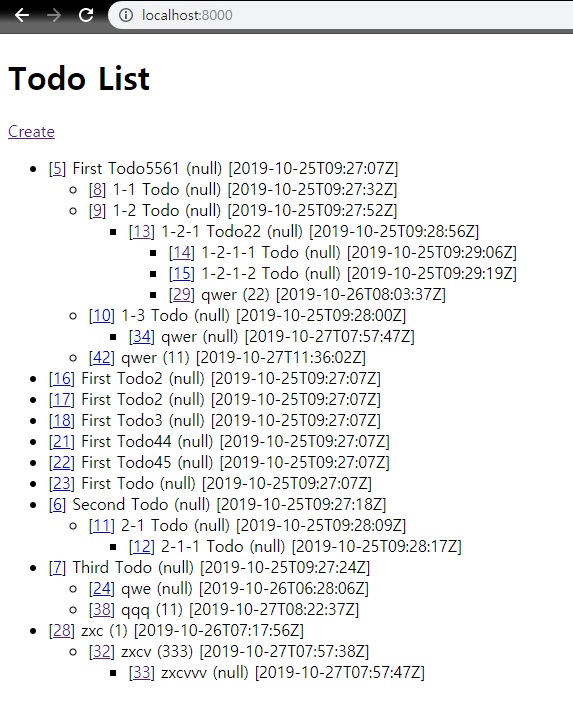 localhost:8000
Todo List
Create
[5] First Todo5561 (null) [2019-10-25T09:27:07Z]
[8] 1-1 Todo (null) [2019-10-25T09:27:32Z]
[9] 1-2 Todo (null) [2019-10-25T09:27:52Z]
[13] 1-2-1 Todo22 (null) [2019-10-25T09:28:56Z]
[14] 1-2-1-1 Todo (null) [2019-10-25T09:29:06Z]
[15] 1-2-1-2 Todo (null) [2019-10-25T09:29:19Z]
[29] qwer (22) [2019-10-26T08:03:37Z]
[10] 1-3 Todo (null) [2019-10-25T09:28:00Z]
[34] qwer (null) [2019-10-27T07:57:47Z]
[42] qwer (11) [2019-10-27T11:36:02Z]
[16] First Todo2 (null) [2019-10-25T09:27:07Z]
[17] First Todo2 (null) [2019-10-25T09:27:07Z]
[18] First Todo3 (null) [2019-10-25T09:27:07Z]
[21] First Todo44 (null) [2019-10-25T09:27:07Z]
[22] First Todo45 (null) [2019-10-25T09:27:07Z]
[23] First Todo (null) [2019-10-25T09:27:07Z]
[6] Second Todo (null) [2019-10-25T09:27:18Z]
[11] 2-1 Todo (null) [2019-10-25T09:28:09Z]
[12] 2-1-1 Todo (null) [2019-10-25T09:28:17Z]
[7] Third Todo (null) [2019-10-25T09:27:24Z]
[24] qwe (null) [2019-10-26T06:28:06Z]
[38] qqq (11) [2019-10-27T08:22:37Z]
[28] zxc (1) [2019-10-26T07:17:56Z]
[32] zxcv (333) [2019-10-27T07:57:38Z]
[33] zxcvvv (null) [2019-10-27T07:57:47Z]